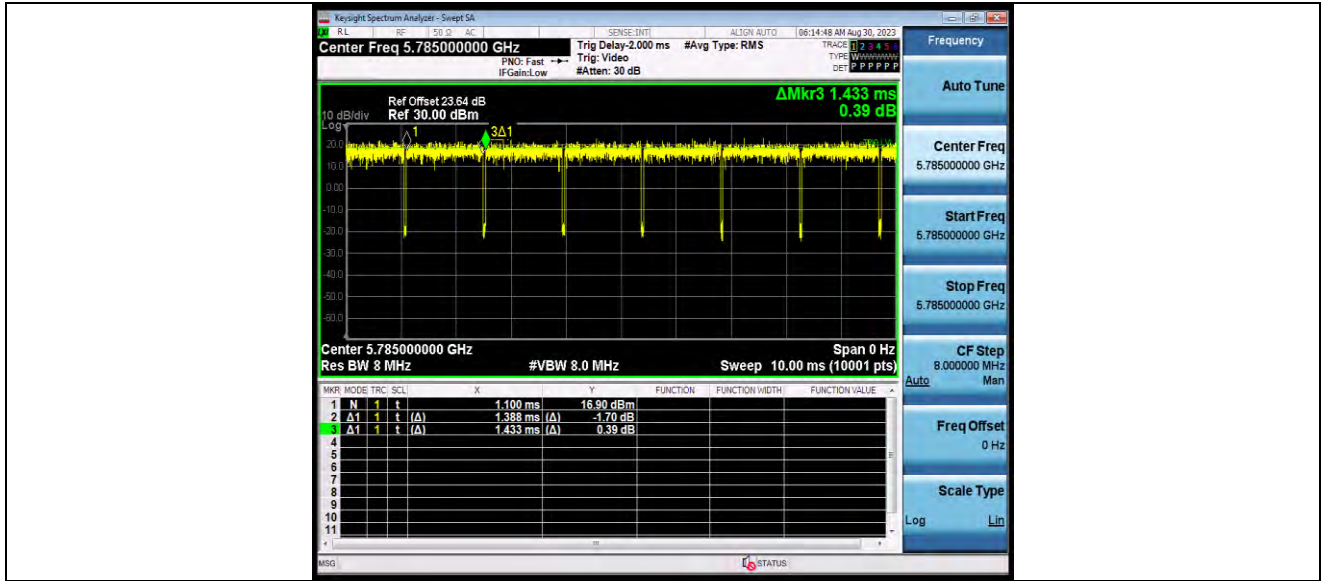 Keysight Spectrum Analyzer - Swept SA
RL RF 50 Ω AC SENSE:INT ALIGN AUTO 06:14:48 AM Aug 30, 2023
Center Freq 5.785000000 GHz
PNO: Fast
IFGain:Low
Trig Delay-2.000 ms
Trig: Video
#Atten: 30 dB
#Avg Type: RMS
TRACE 1 2 3 4 5 6
TYPE W
DET P P P P P P
ΔMkr3 1.433 ms
0.39 dB
Ref Offset 23.64 dB
10 dB/div Ref 30.00 dBm
Log
1
3Δ1
20.0
10.0
0.00
-10.0
-20.0
-30.0
-40.0
-50.0
-60.0
Center 5.785000000 GHz Span 0 Hz
Res BW 8 MHz #VBW 8.0 MHz Sweep 10.00 ms (10001 pts)
MKR MODE TRC SCL X Y FUNCTION FUNCTION WIDTH FUNCTION VALUE
1 N 1 t 1.100 ms 16.90 dBm
2 Δ1 1 t (Δ) 1.388 ms (Δ) -1.70 dB
3 Δ1 1 t (Δ) 1.433 ms (Δ) 0.39 dB
4
5
6
7
8
9
10
11
MSG STATUS
Frequency
Auto Tune
Center Freq
5.785000000 GHz
Start Freq
5.785000000 GHz
Stop Freq
5.785000000 GHz
CF Step
8.000000 MHz
Auto Man
Freq Offset
0 Hz
Scale Type
Log Lin